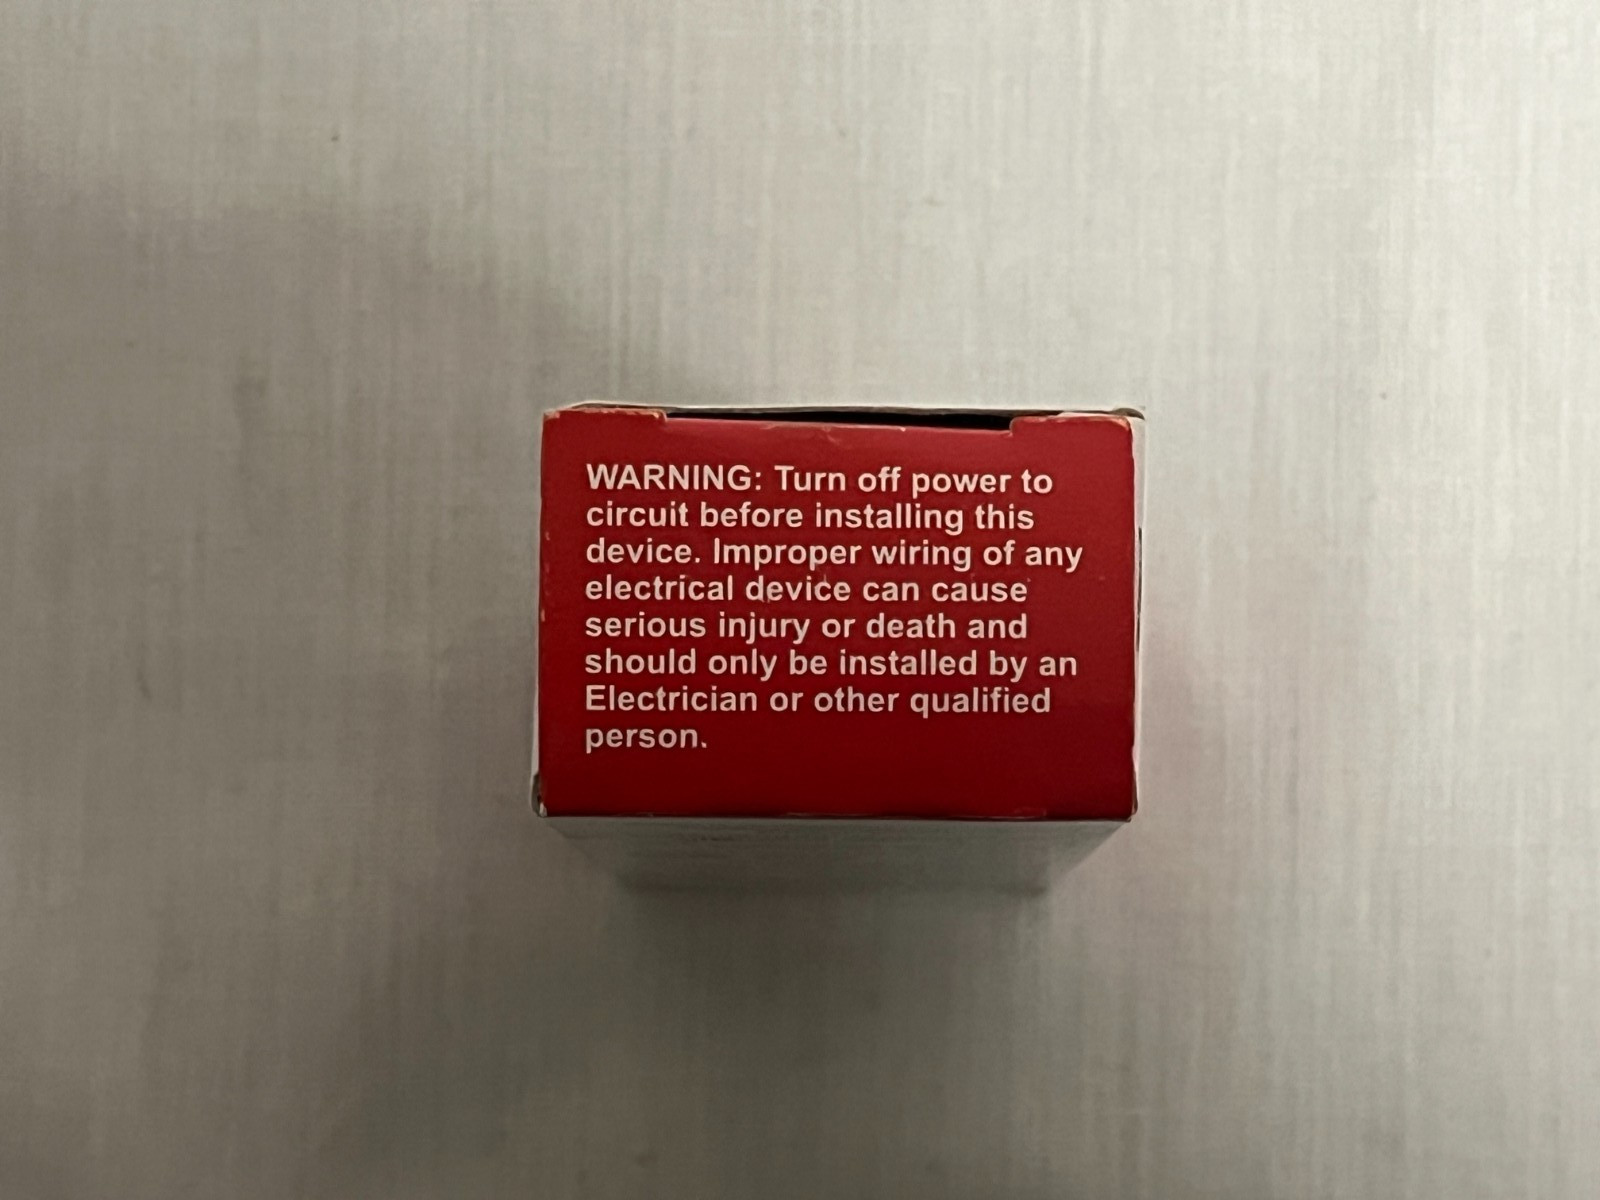 WARNING: Turn off power to
circuit before installing this
device. Improper wiring of any
electrical device can cause
serious injury or death and
should only be installed by an
Electrician or other qualified
person.